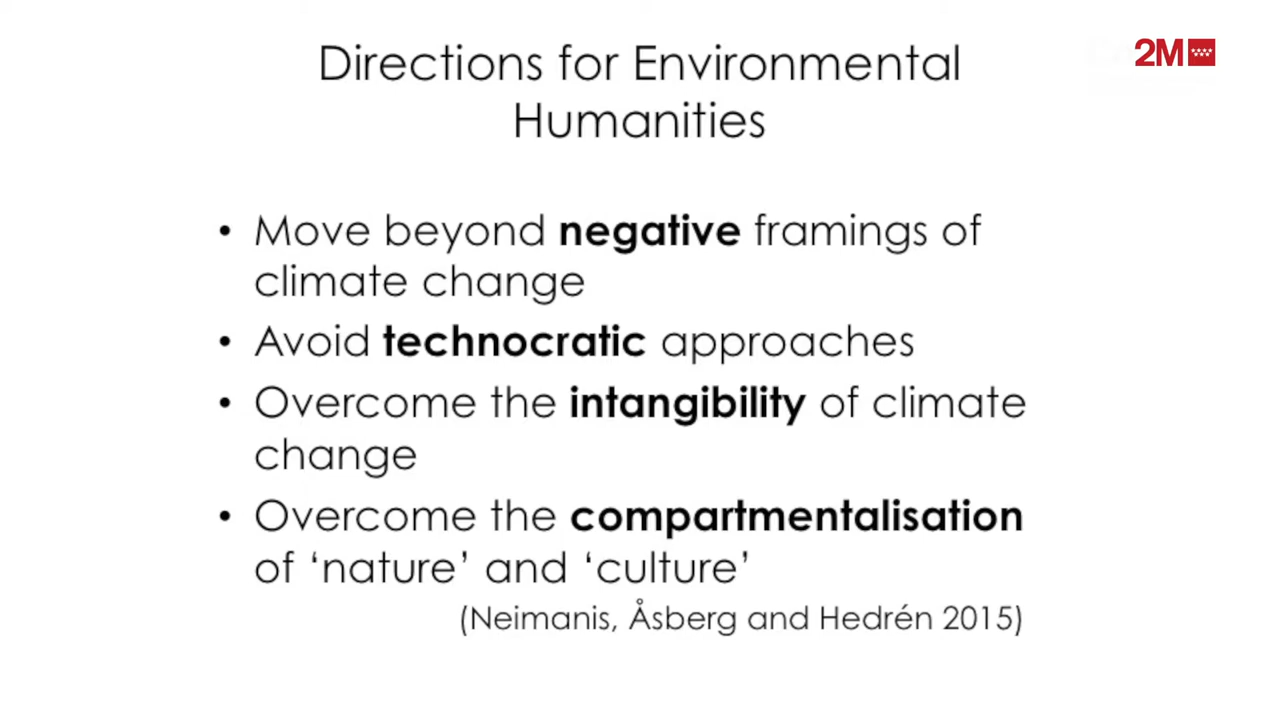 Directions for Environmental
2M
Humanities
• Move beyond negative framings of
climate change
• Avoid technocratic approaches
• Overcome the intangibility of climate
change
• Overcome the compartmentalisation
of ‘nature’ and ‘culture’
(Neimanis, Åsberg and Hedrén 2015)